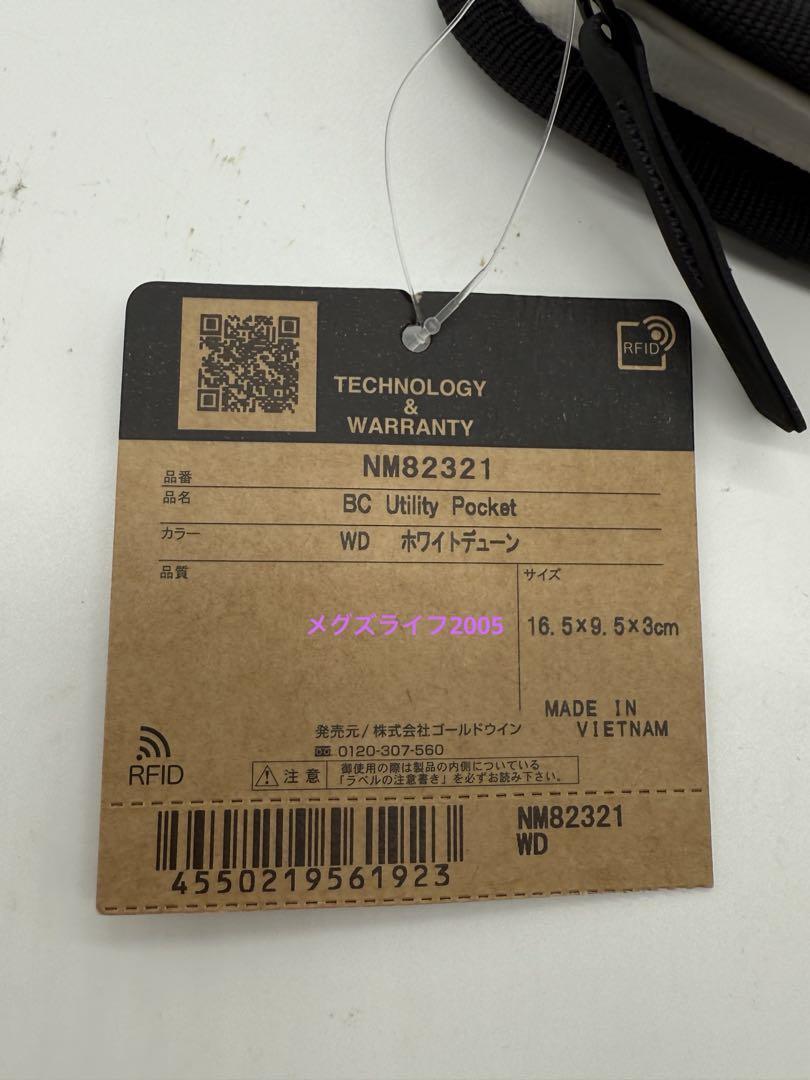 RFID
TECHNOLOGY
&
WARRANTY
品番 NM82321
品名 BC Utility Pocket
カラー WD ホワイトデューン
品質
サイズ
メグズライフ2005
16.5×9.5×3cm
MADE IN
VIETNAM
発売元/株式会社ゴールドウイン
0120-307-560
RFID
注意
御使用の際は製品の内側についている
「ラベルの注意書き」を必ずお読み下さい。
NM82321
WD
4550219561923